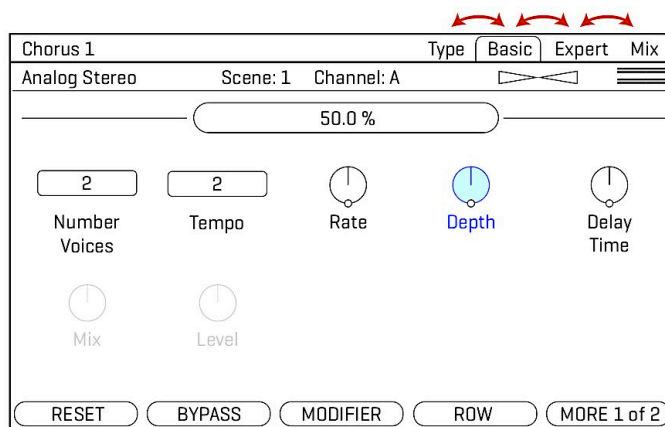 Chorus 1 Type Basic Expert Mix
Analog Stereo Scene: 1 Channel: A
50.0 %
2 2
Number Voices Tempo Rate Depth Delay Time
Mix Level
RESET BYPASS MODIFIER ROW MORE 1 of 2